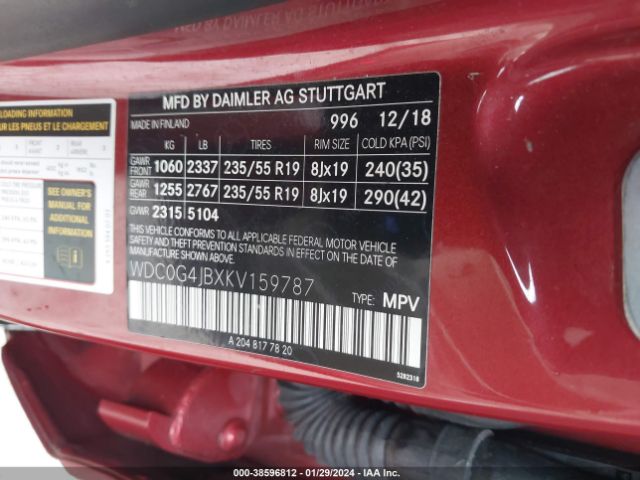 LOADING INFORMATION
SUR LES PNEUS ET LE CHARGEMENT
SEE OWNER'S
MANUAL FOR
ADDITIONAL
INFORMATION
MFD BY DAIMLER AG STUTTGART
MADE IN FINLAND 996 12/18
KG LB TIRES RIM SIZE COLD KPA (PSI)
GAWR FRONT 1060 2337 235/55 R19 8Jx19 240(35)
GAWR REAR 1255 2767 235/55 R19 8Jx19 290(42)
GVWR 2315 5104
THIS VEHICLE CONFORMS TO ALL APPLICABLE FEDERAL MOTOR VEHICLE
SAFETY AND THEFT PREVENTION STANDARDS IN EFFECT ON THE DATE
OF MANUFACTURE SHOWN ABOVE.
WDC0G4JBXKV159787
TYPE: MPV
A 204 817 78 20
5282318
000-38596812 - 01/29/2024 - IAA Inc.